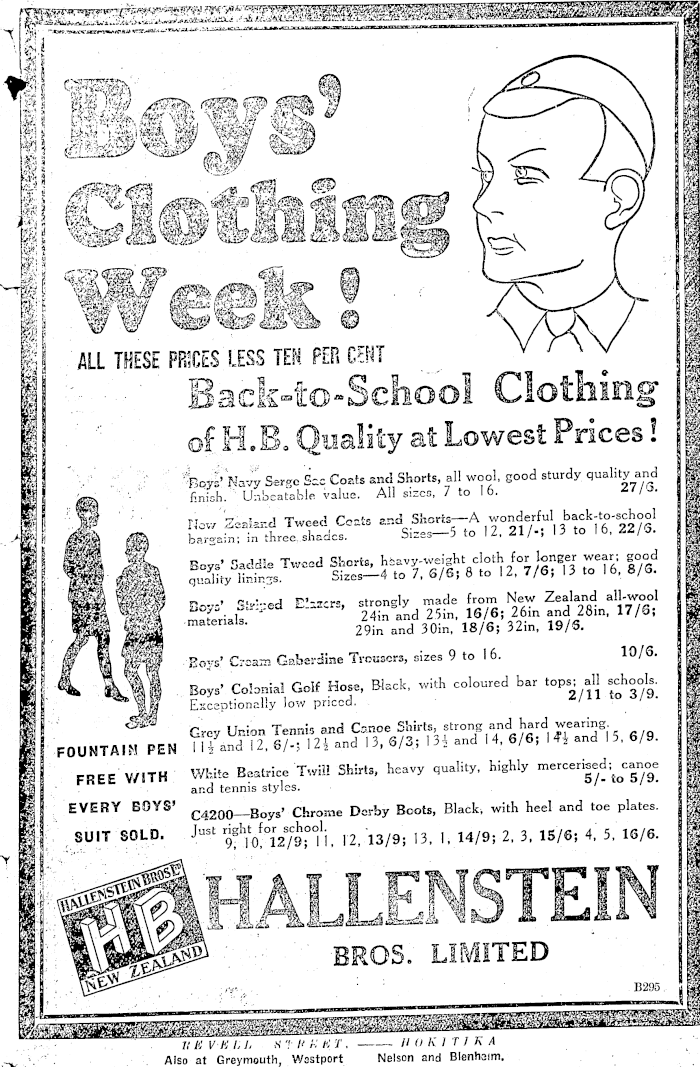 Boys'
Clothing
Week!
ALL THESE PRICES LESS TEN PER CENT
Back-to-School Clothing
of H.B. Quality at Lowest Prices!
Boys' Navy Serge Sac Coats and Shorts, all wool, good sturdy quality and
finish. Unbeatable value. All sizes, 7 to 16. 27/6.
New Zealand Tweed Coats and Shorts—A wonderful back-to-school
bargain; in three shades. Sizes—5 to 12, 21/-; 13 to 16, 22/6.
Boys' Saddle Tweed Shorts, heavy-weight cloth for longer wear; good
quality linings. Sizes—4 to 7, 6/6; 8 to 12, 7/6; 13 to 16, 8/6.
Boys' Striped Blazers, strongly made from New Zealand all-wool
materials. 24in and 25in, 16/6; 26in and 28in, 17/6;
29in and 30in, 18/6; 32in, 19/6.
Boys' Cream Gaberdine Trousers, sizes 9 to 16. 10/6.
Boys' Colonial Golf Hose, Black, with coloured bar tops; all schools.
Exceptionally low priced. 2/11 to 3/9.
Grey Union Tennis and Canoe Shirts, strong and hard wearing.
11½ and 12, 6/-; 12½ and 13, 6/3; 13½ and 14, 6/6; 14½ and 15, 6/9.
White Beatrice Twill Shirts, heavy quality, highly mercerised; canoe
and tennis styles. 5/- to 5/9.
C4200—Boys' Chrome Derby Boots, Black, with heel and toe plates.
Just right for school.
9, 10, 12/9; 11, 12, 13/9; 13, 1, 14/9; 2, 3, 15/6; 4, 5, 16/6.
FOUNTAIN PEN
FREE WITH
EVERY BOYS'
SUIT SOLD.
HALLENSTEIN BROS LTD
HB
NEW ZEALAND
HALLENSTEIN
BROS. LIMITED
B295
REVELL STREET, —— HOKITIKA
Also at Greymouth, Westport Nelson and Blenheim.